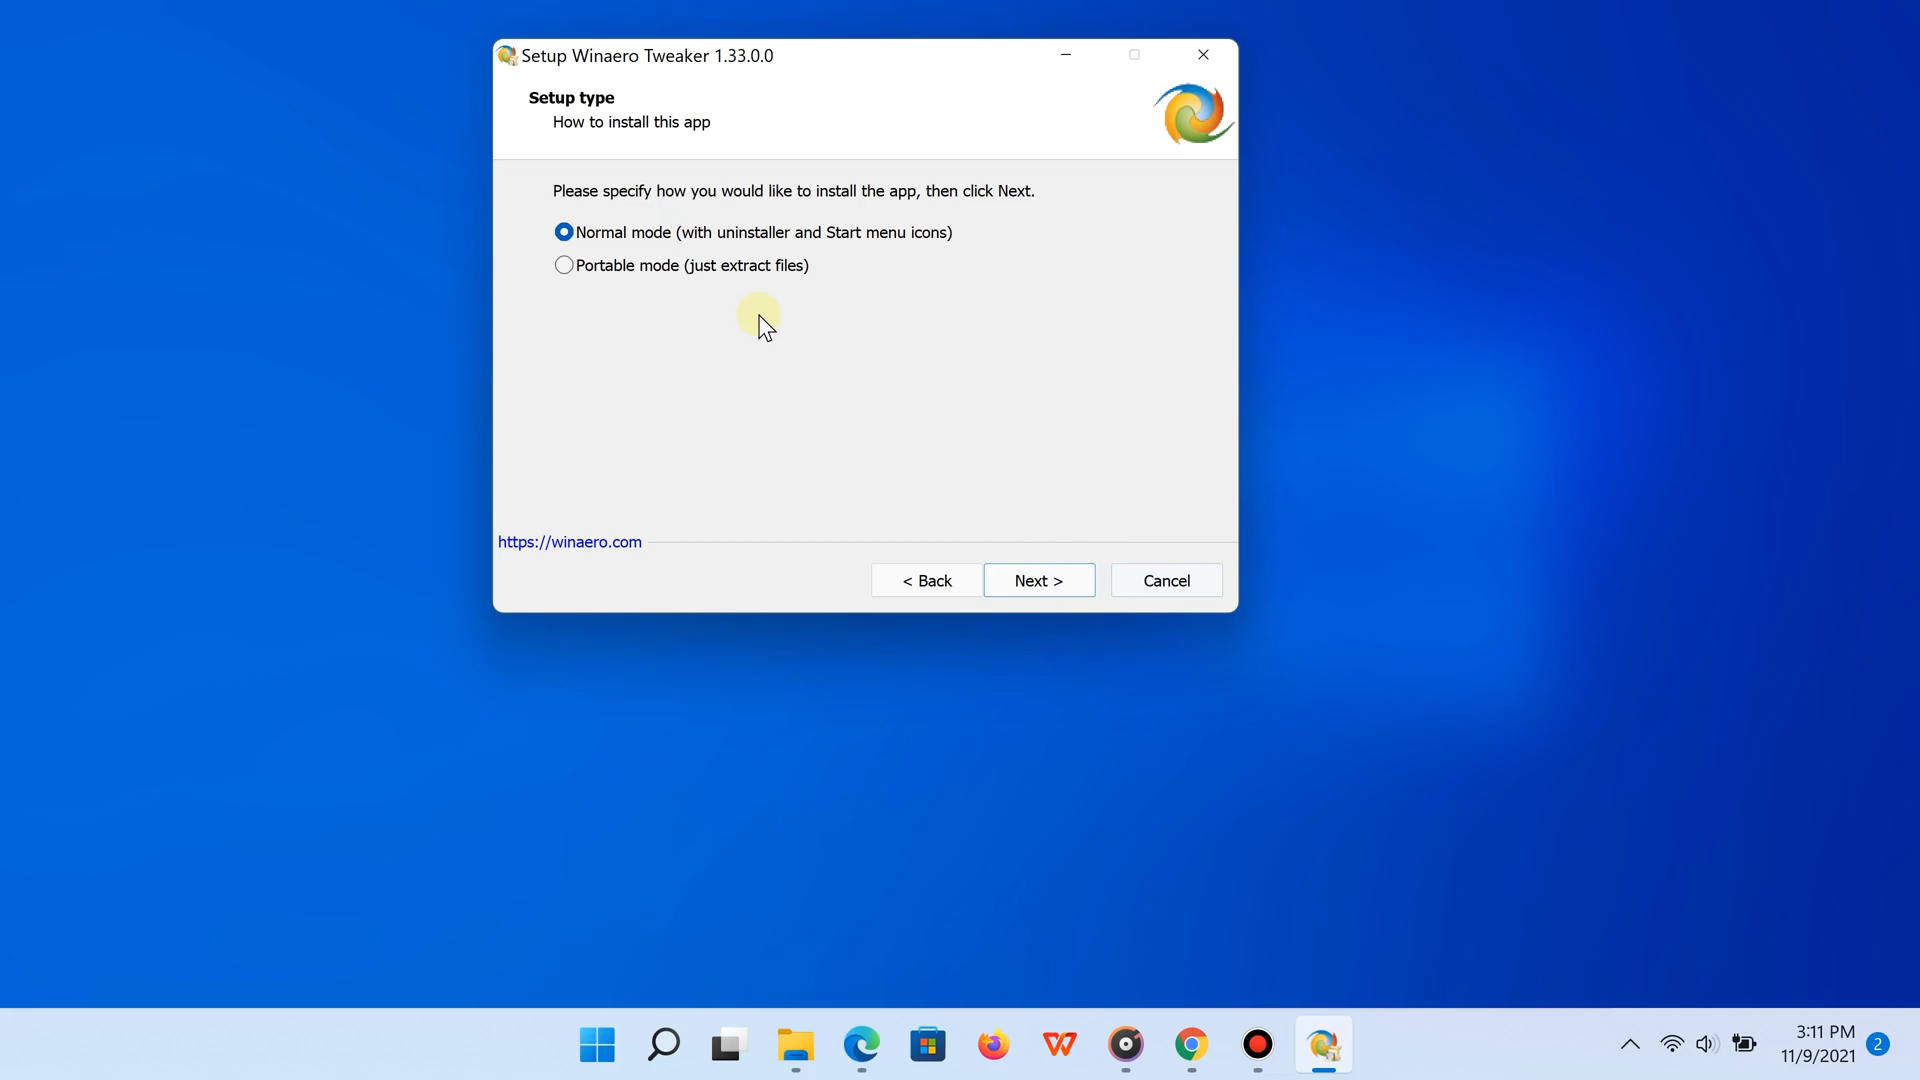 Setup Winaero Tweaker 1.33.0.0
Setup type
How to install this app
Please specify how you would like to install the app, then click Next.
Normal mode (with uninstaller and Start menu icons)
Portable mode (just extract files)
https://winaero.com
< Back
Next >
Cancel
3:11 PM
11/9/2021
2